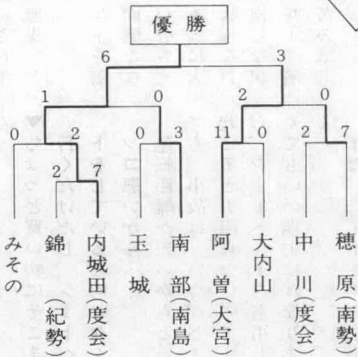 優勝
6 3
1 0 2 0
0 2 0 3 11 0 2 7
2 7
みその
錦(紀勢)
内城田(度会)
玉城
南部(南島)
阿曽(大宮)
大内山
中川(度会)
穂原(南勢)